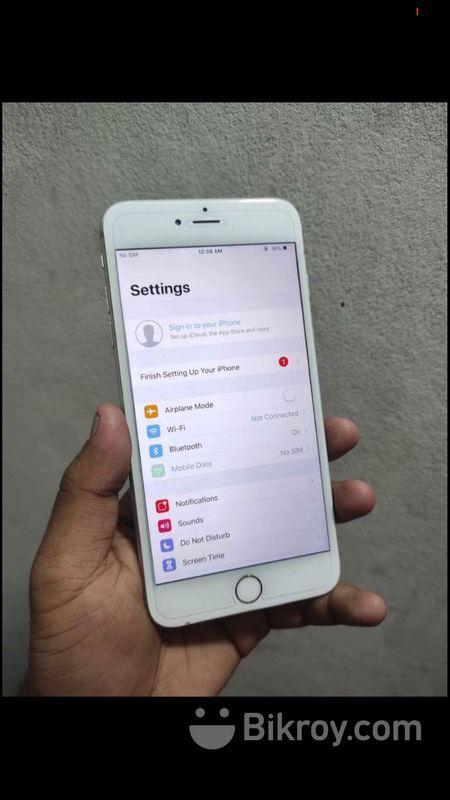 No SIM 12:08 AM 36%
Settings
Sign in to your iPhone
Set up iCloud, the App Store and more.
Finish Setting Up Your iPhone 1
Airplane Mode
Wi-Fi Not Connected
Bluetooth On
Mobile Data No SIM
Notifications
Sounds
Do Not Disturb
Screen Time
Bikroy.com